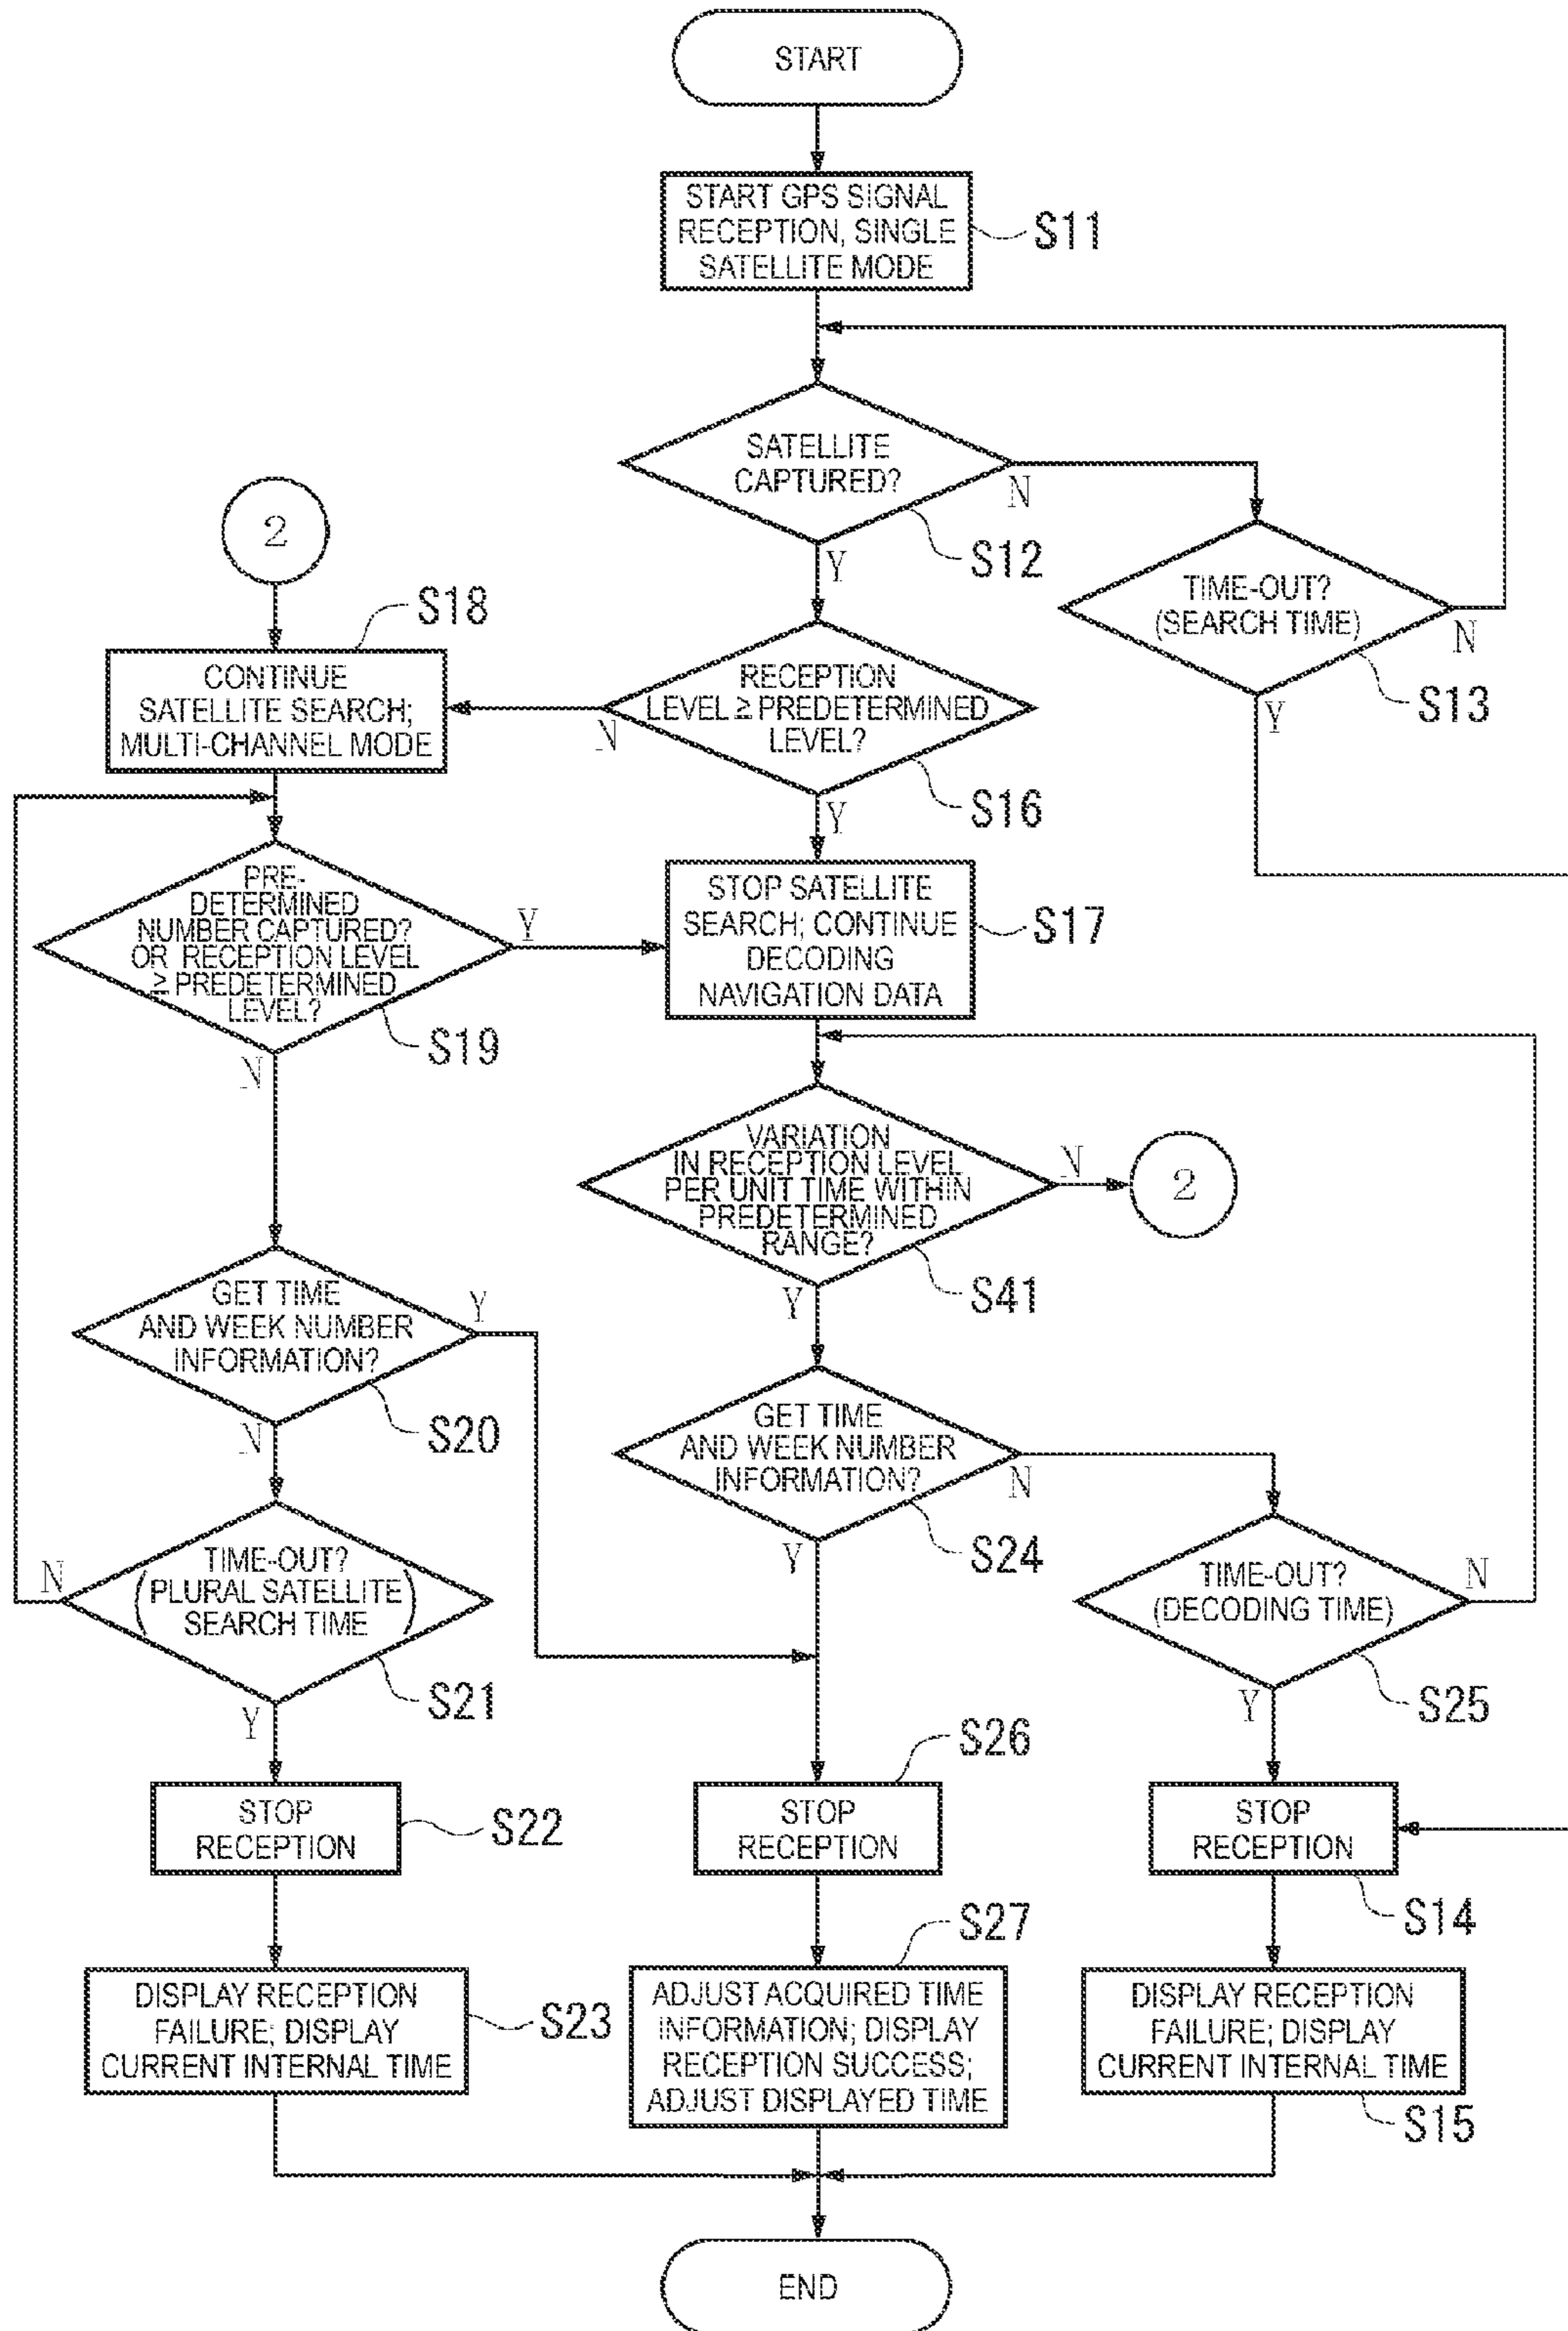 START
START GPS SIGNAL
RECEPTION, SINGLE
SATELLITE MODE
S11
SATELLITE
CAPTURED?
N
S12
Y
2
TIME-OUT?
(SEARCH TIME)
N
S13
Y
S18
CONTINUE
SATELLITE SEARCH;
MULTI-CHANNEL MODE
RECEPTION
LEVEL ≧ PREDETERMINED
LEVEL?
N
S16
Y
PRE-
DETERMINED
NUMBER CAPTURED?
OR RECEPTION LEVEL
≧ PREDETERMINED
LEVEL?
Y
S19
N
STOP SATELLITE
SEARCH; CONTINUE
DECODING
NAVIGATION DATA
S17
VARIATION
IN RECEPTION LEVEL
PER UNIT TIME WITHIN
PREDETERMINED
RANGE?
N
2
S41
Y
GET TIME
AND WEEK NUMBER
INFORMATION?
Y
S20
N
GET TIME
AND WEEK NUMBER
INFORMATION?
N
S24
Y
TIME-OUT?
(PLURAL SATELLITE
SEARCH TIME)
N
S21
Y
TIME-OUT?
(DECODING TIME)
N
S25
Y
STOP
RECEPTION
S22
S26
STOP
RECEPTION
STOP
RECEPTION
S14
DISPLAY RECEPTION
FAILURE; DISPLAY
CURRENT INTERNAL TIME
S23
S27
ADJUST ACQUIRED TIME
INFORMATION; DISPLAY
RECEPTION SUCCESS;
ADJUST DISPLAYED TIME
DISPLAY RECEPTION
FAILURE; DISPLAY
CURRENT INTERNAL TIME
S15
END